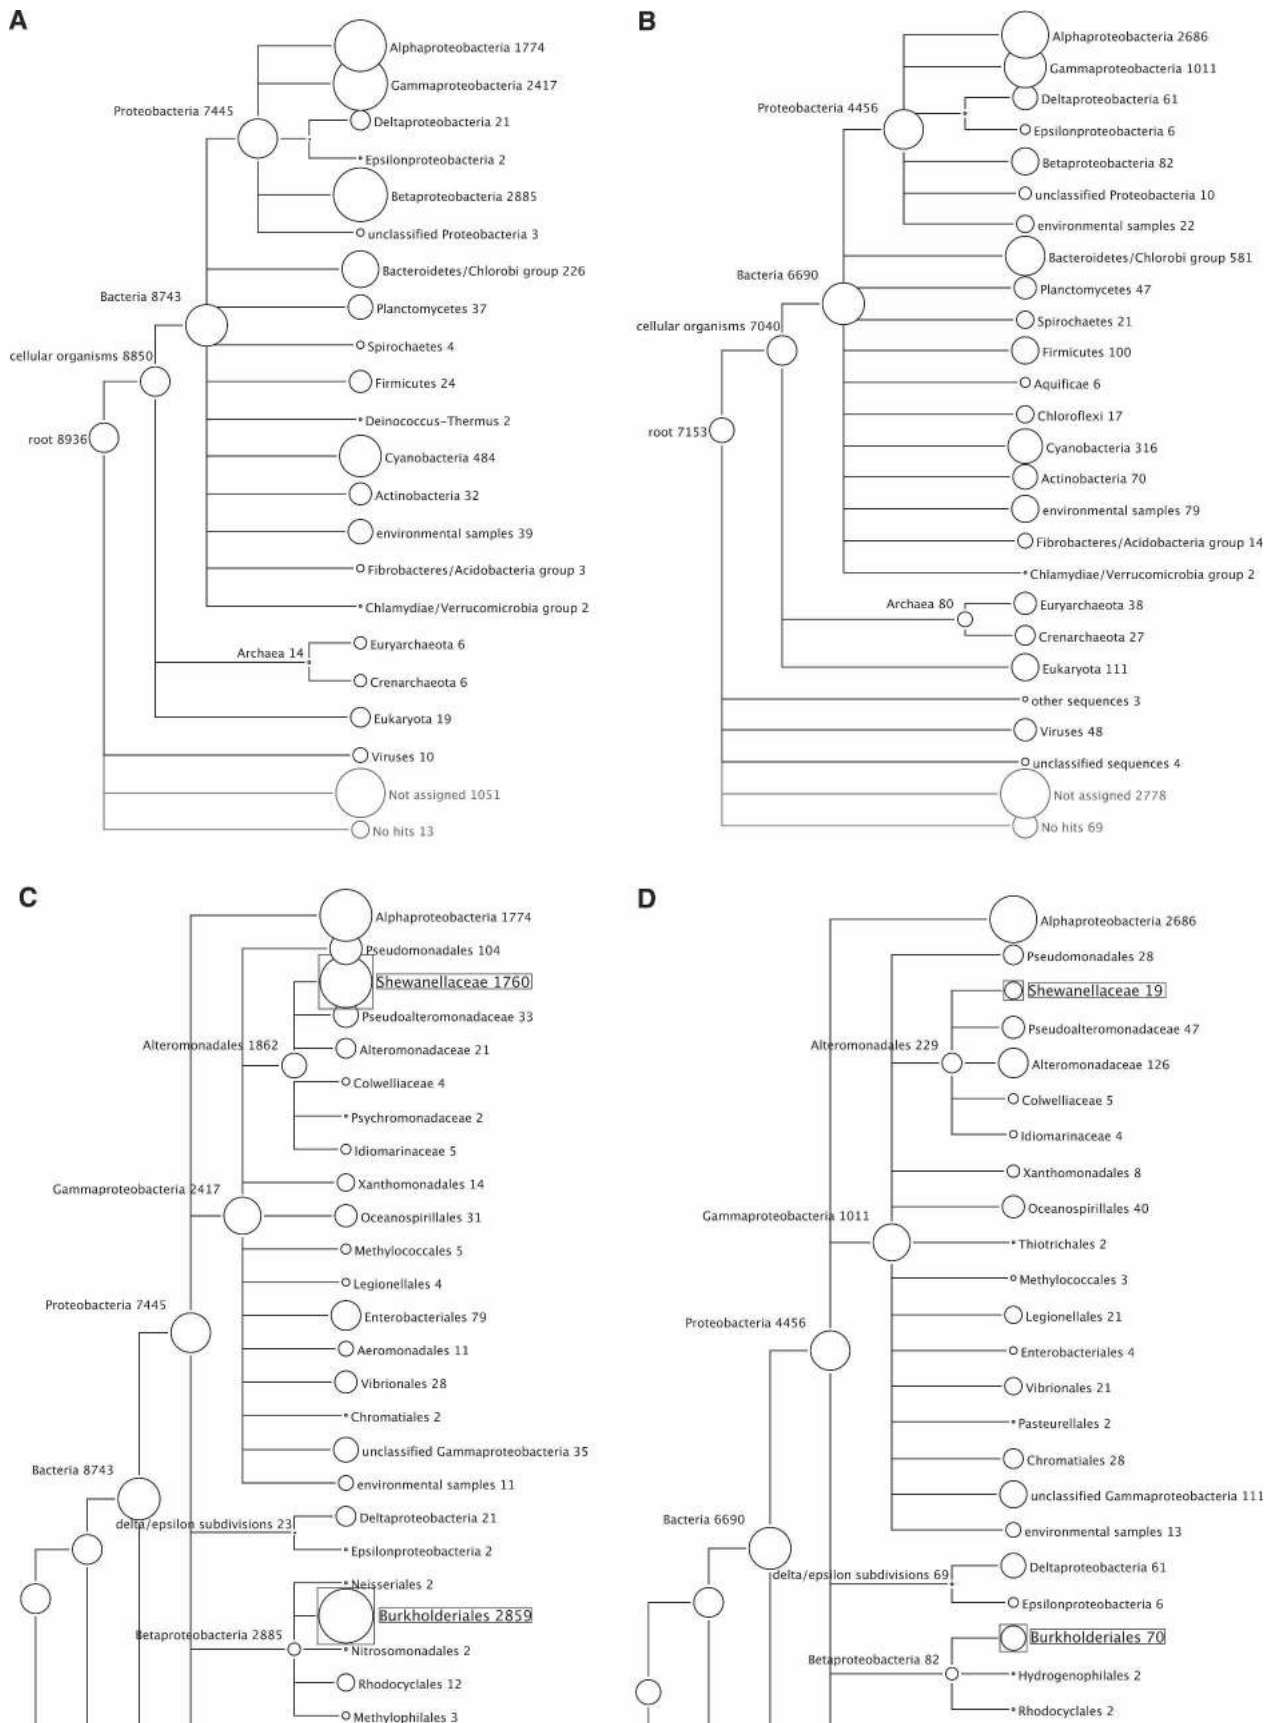 A
Alphaproteobacteria 1774
Gammaproteobacteria 2417
Proteobacteria 7445
Deltaproteobacteria 21
Epsilonproteobacteria 2
Betaproteobacteria 2885
unclassified Proteobacteria 3
Bacteroidetes/Chlorobi group 226
Bacteria 8743
Planctomycetes 37
Spirochaetes 4
cellular organisms 8850
Firmicutes 24
Deinococcus-Thermus 2
root 8936
Cyanobacteria 484
Actinobacteria 32
environmental samples 39
Fibrobacteres/Acidobacteria group 3
Chlamydiae/Verrucomicrobia group 2
Euryarchaeota 6
Archaea 14
Crenarchaeota 6
Eukaryota 19
Viruses 10
Not assigned 1051
No hits 13
B
Alphaproteobacteria 2686
Gammaproteobacteria 1011
Deltaproteobacteria 61
Proteobacteria 4456
Epsilonproteobacteria 6
Betaproteobacteria 82
unclassified Proteobacteria 10
environmental samples 22
Bacteroidetes/Chlorobi group 581
Bacteria 6690
Planctomycetes 47
Spirochaetes 21
cellular organisms 7040
Firmicutes 100
Aquificae 6
Chloroflexi 17
root 7153
Cyanobacteria 316
Actinobacteria 70
environmental samples 79
Fibrobacteres/Acidobacteria group 14
Chlamydiae/Verrucomicrobia group 2
Archaea 80
Euryarchaeota 38
Crenarchaeota 27
Eukaryota 111
other sequences 3
Viruses 48
unclassified sequences 4
Not assigned 2778
No hits 69
C
Alphaproteobacteria 1774
Pseudomonadales 104
Shewanellaceae 1760
Pseudoalteromonadaceae 33
Alteromonadales 1862
Alteromonadaceae 21
Colwelliaceae 4
Psychromonadaceae 2
Idiomarinaceae 5
Xanthomonadales 14
Gammaproteobacteria 2417
Oceanospirillales 31
Methylococcales 5
Legionellales 4
Proteobacteria 7445
Enterobacteriales 79
Aeromonadales 11
Vibrionales 28
Chromatiales 2
unclassified Gammaproteobacteria 35
Bacteria 8743
environmental samples 11
Deltaproteobacteria 21
delta/epsilon subdivisions 23
Epsilonproteobacteria 2
Neisseriales 2
Burkholderiales 2859
Betaproteobacteria 2885
Nitrosomonadales 2
Rhodocyclales 12
Methylophilales 3
D
Alphaproteobacteria 2686
Pseudomonadales 28
Shewanellaceae 19
Pseudoalteromonadaceae 47
Alteromonadales 229
Alteromonadaceae 126
Colwelliaceae 5
Idiomarinaceae 4
Xanthomonadales 8
Oceanospirillales 40
Gammaproteobacteria 1011
Thiotrichales 2
Methylococcales 3
Legionellales 21
Proteobacteria 4456
Enterobacteriales 4
Vibrionales 21
Pasteurellales 2
Chromatiales 28
unclassified Gammaproteobacteria 111
Bacteria 6690
environmental samples 13
Deltaproteobacteria 61
delta/epsilon subdivisions 69
Epsilonproteobacteria 6
Burkholderiales 70
Betaproteobacteria 82
Hydrogenophilales 2
Rhodocyclales 2